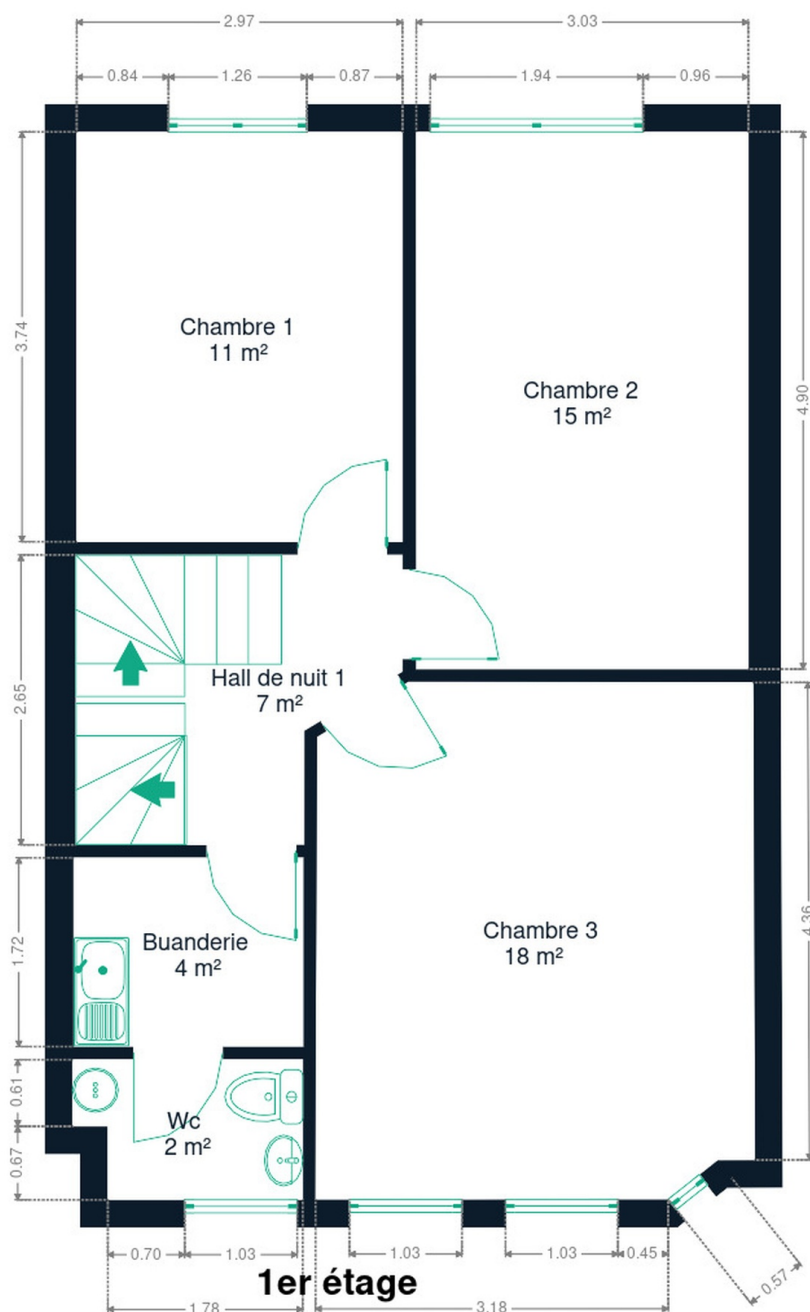 2.97
3.03
0.84
1.26
0.87
1.94
0.96
3.74
4.90
Chambre 1
11 m²
Chambre 2
15 m²
2.65
Hall de nuit 1
7 m²
4.36
1.72
Buanderie
4 m²
Chambre 3
18 m²
0.61
0.67
Wc
2 m²
0.70
1.03
1.03
1.03
0.45
0.57
1er étage
1.78
3.18